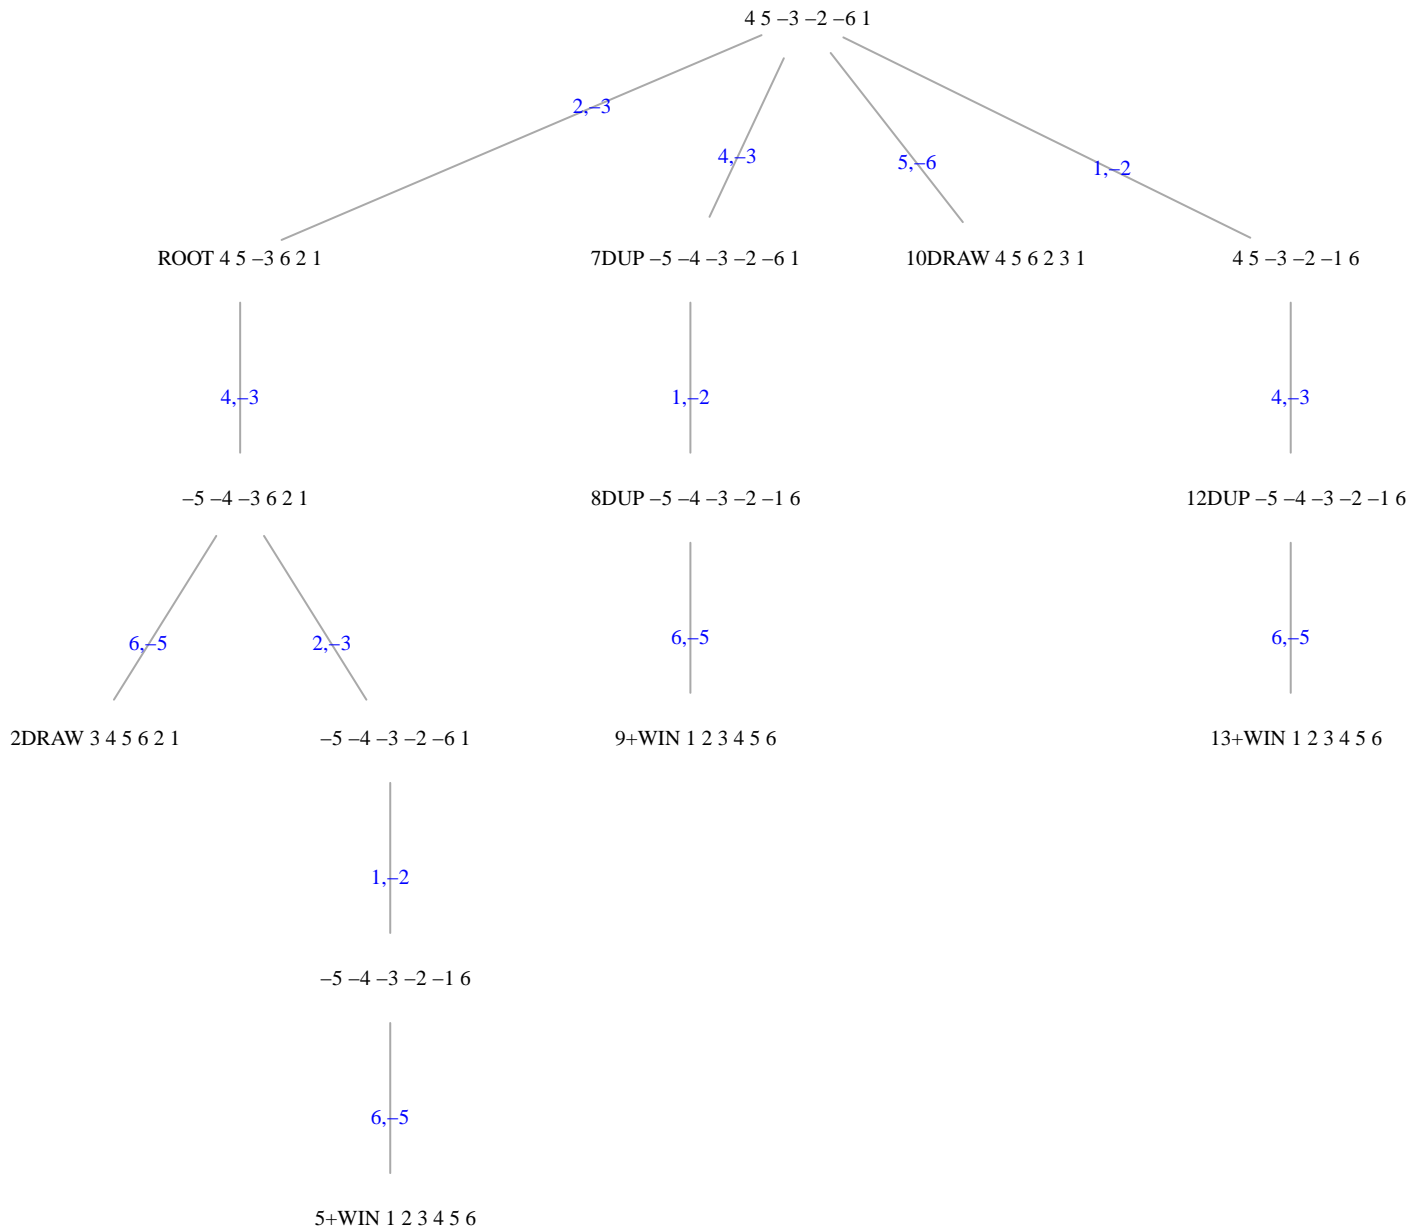 4 5 −3 −2 −6 1
2,−3
4,−3
5,−6
1,−2
ROOT 4 5 −3 6 2 1
7DUP −5 −4 −3 −2 −6 1
10DRAW 4 5 6 2 3 1
4 5 −3 −2 −1 6
4,−3
1,−2
4,−3
−5 −4 −3 6 2 1
8DUP −5 −4 −3 −2 −1 6
12DUP −5 −4 −3 −2 −1 6
6,−5
2,−3
6,−5
6,−5
2DRAW 3 4 5 6 2 1
−5 −4 −3 −2 −6 1
9+WIN 1 2 3 4 5 6
13+WIN 1 2 3 4 5 6
1,−2
−5 −4 −3 −2 −1 6
6,−5
5+WIN 1 2 3 4 5 6